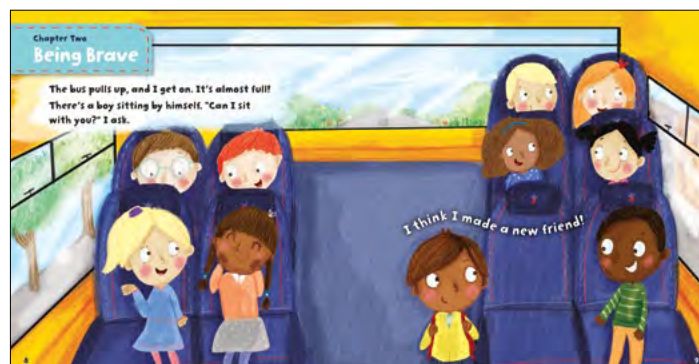 Chapter Two
Being Brave
The bus pulls up, and I get on. It's almost full!
There's a boy sitting by himself. "Can I sit
with you?" I ask.
I think I made a new friend!
8